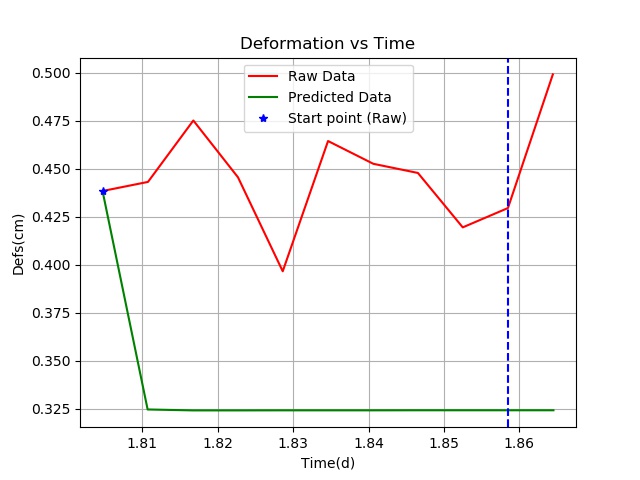 Deformation vs Time
Raw Data
Predicted Data
Start point (Raw)
Defs(cm)
0.500
0.475
0.450
0.425
0.400
0.375
0.350
0.325
1.81 1.82 1.83 1.84 1.85 1.86
Time(d)